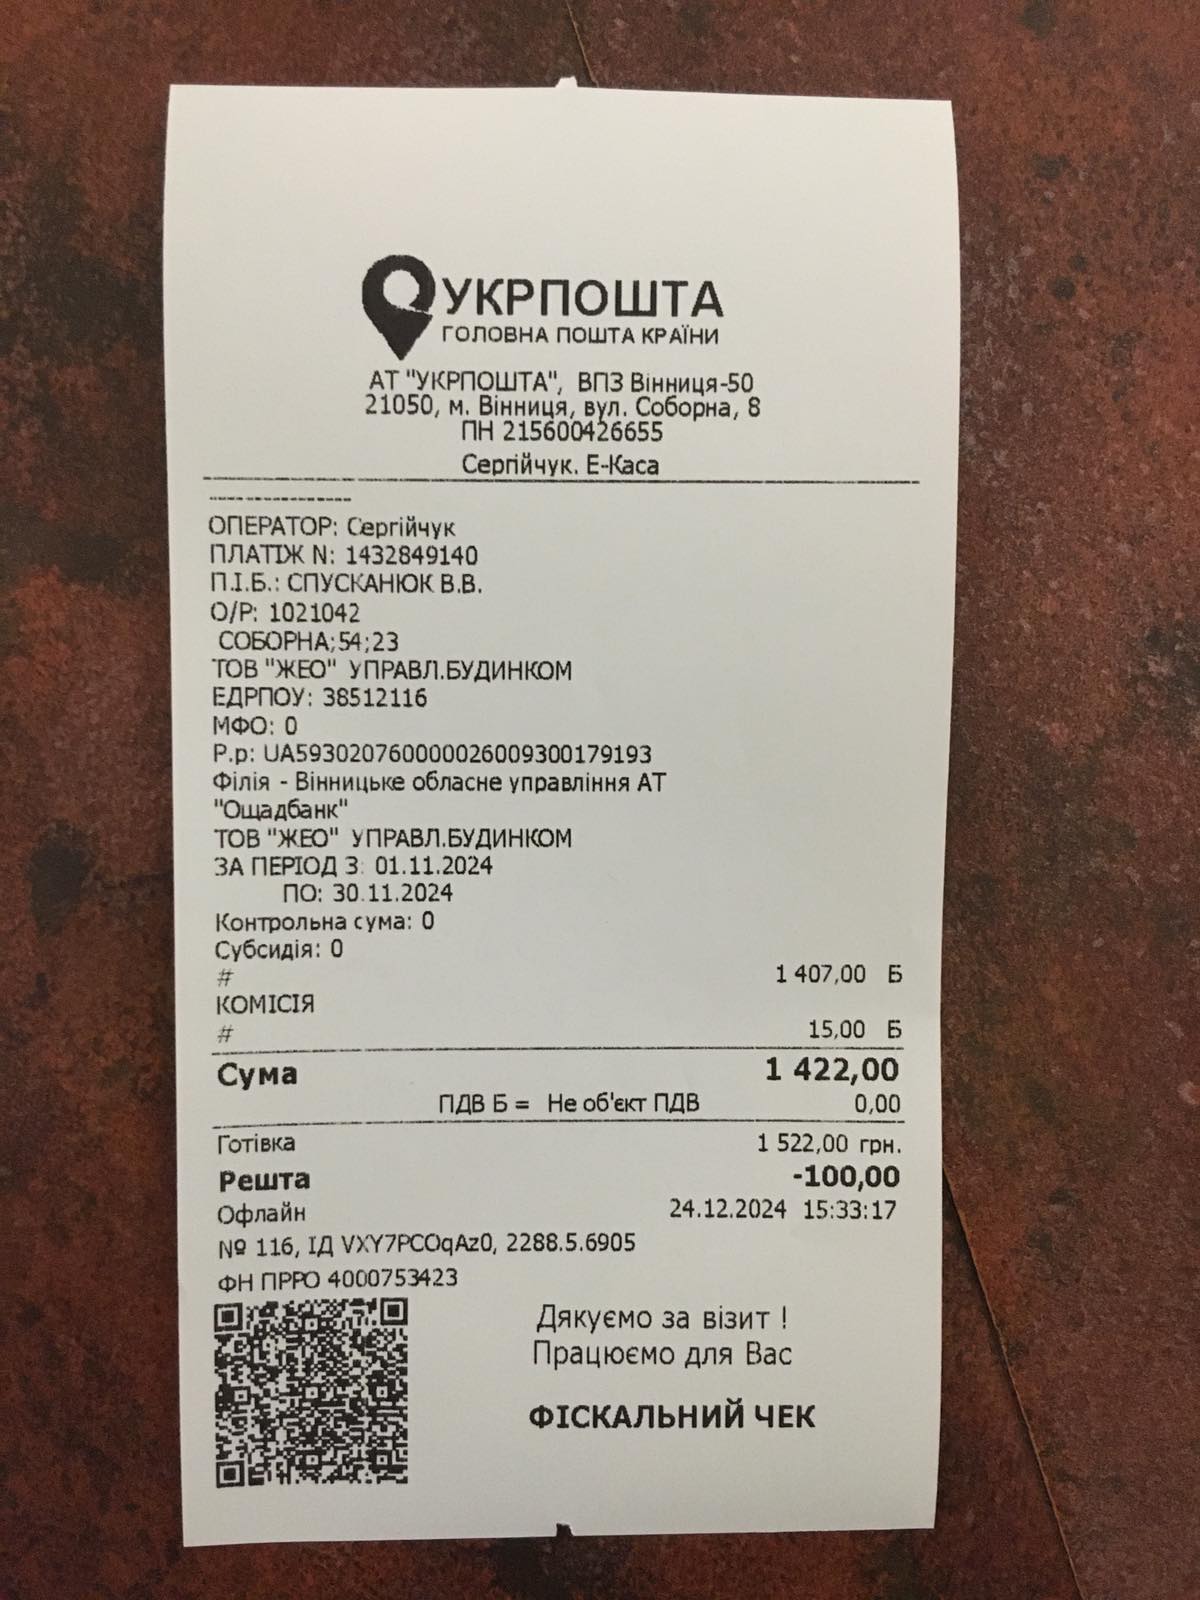 УКРПОШТА
ГОЛОВНА ПОШТА КРАЇНИ
АТ "УКРПОШТА", ВПЗ Вінниця-50
21050, м. Вінниця, вул. Соборна, 8
ПН 215600426655
Сергійчук. Е-Каса
----------------
ОПЕРАТОР: Сергійчук
ПЛАТІЖ N: 1432849140
П.І.Б.: СПУСКАНЮК В.В.
О/Р: 1021042
СОБОРНА;54;23
ТОВ "ЖЕО" УПРАВЛ.БУДИНКОМ
ЕДРПОУ: 38512116
МФО: 0
Р.р: UA593020760000026009300179193
Філія - Вінницьке обласне управління АТ
"Ощадбанк"
ТОВ "ЖЕО" УПРАВЛ.БУДИНКОМ
ЗА ПЕРІОД З: 01.11.2024
ПО: 30.11.2024
Контрольна сума: 0
Субсидія: 0
# 1 407,00 Б
КОМІСІЯ
# 15,00 Б
Сума 1 422,00
ПДВ Б = Не об'єкт ПДВ 0,00
Готівка 1 522,00 грн.
Решта -100,00
Офлайн 24.12.2024 15:33:17
№ 116, ІД VXY7PCOqAz0, 2288.5.6905
ФН ПРРО 4000753423
Дякуємо за візит !
Працюємо для Вас
ФІСКАЛЬНИЙ ЧЕК